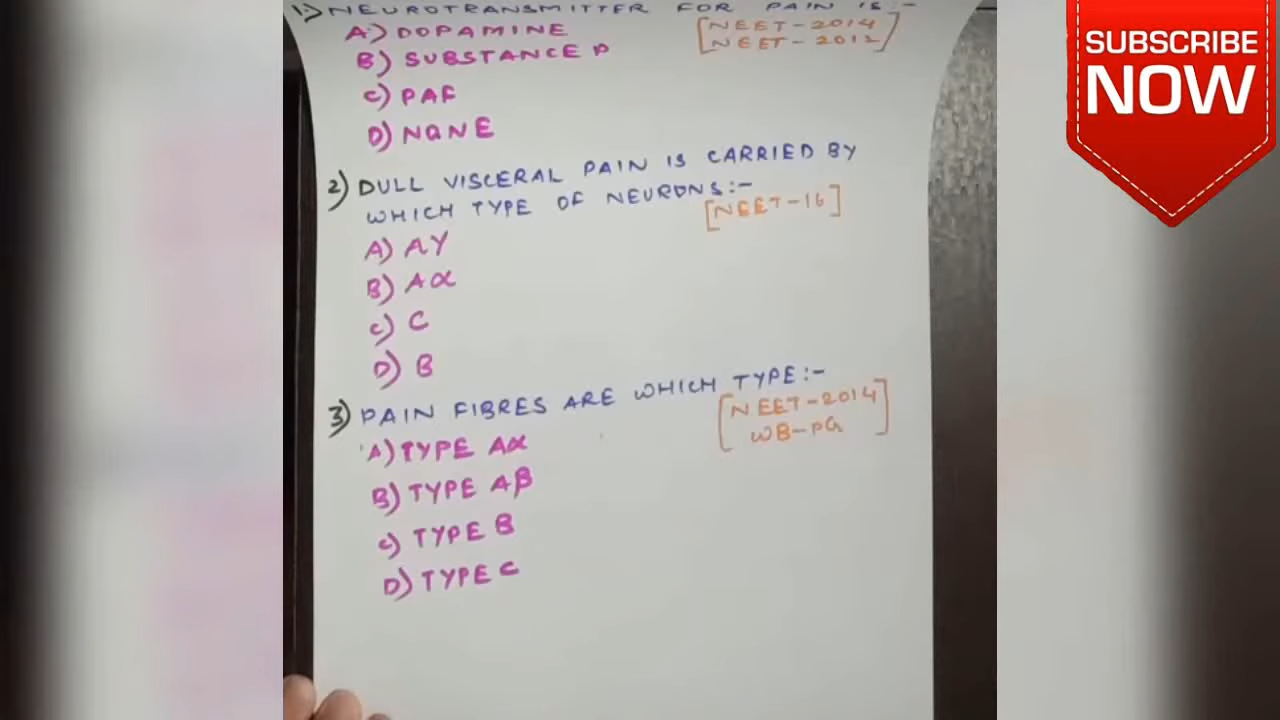 1:) NEUROTRANSMITTER FOR PAIN IS :-
[NEET-2014
NEET-2012]
A:) DOPAMINE
B) SUBSTANCE P
C) PAF
D) NONE
2) DULL VISCERAL PAIN IS CARRIED BY
WHICH TYPE OF NEURONS:-
[NEET-16]
A) AY
B) Aα
C) C
D) B
3) PAIN FIBRES ARE WHICH TYPE:-
[NEET-2014
WB-PG]
A) TYPE Aα
B) TYPE Aβ
C) TYPE B
D) TYPE C
SUBSCRIBE
NOW